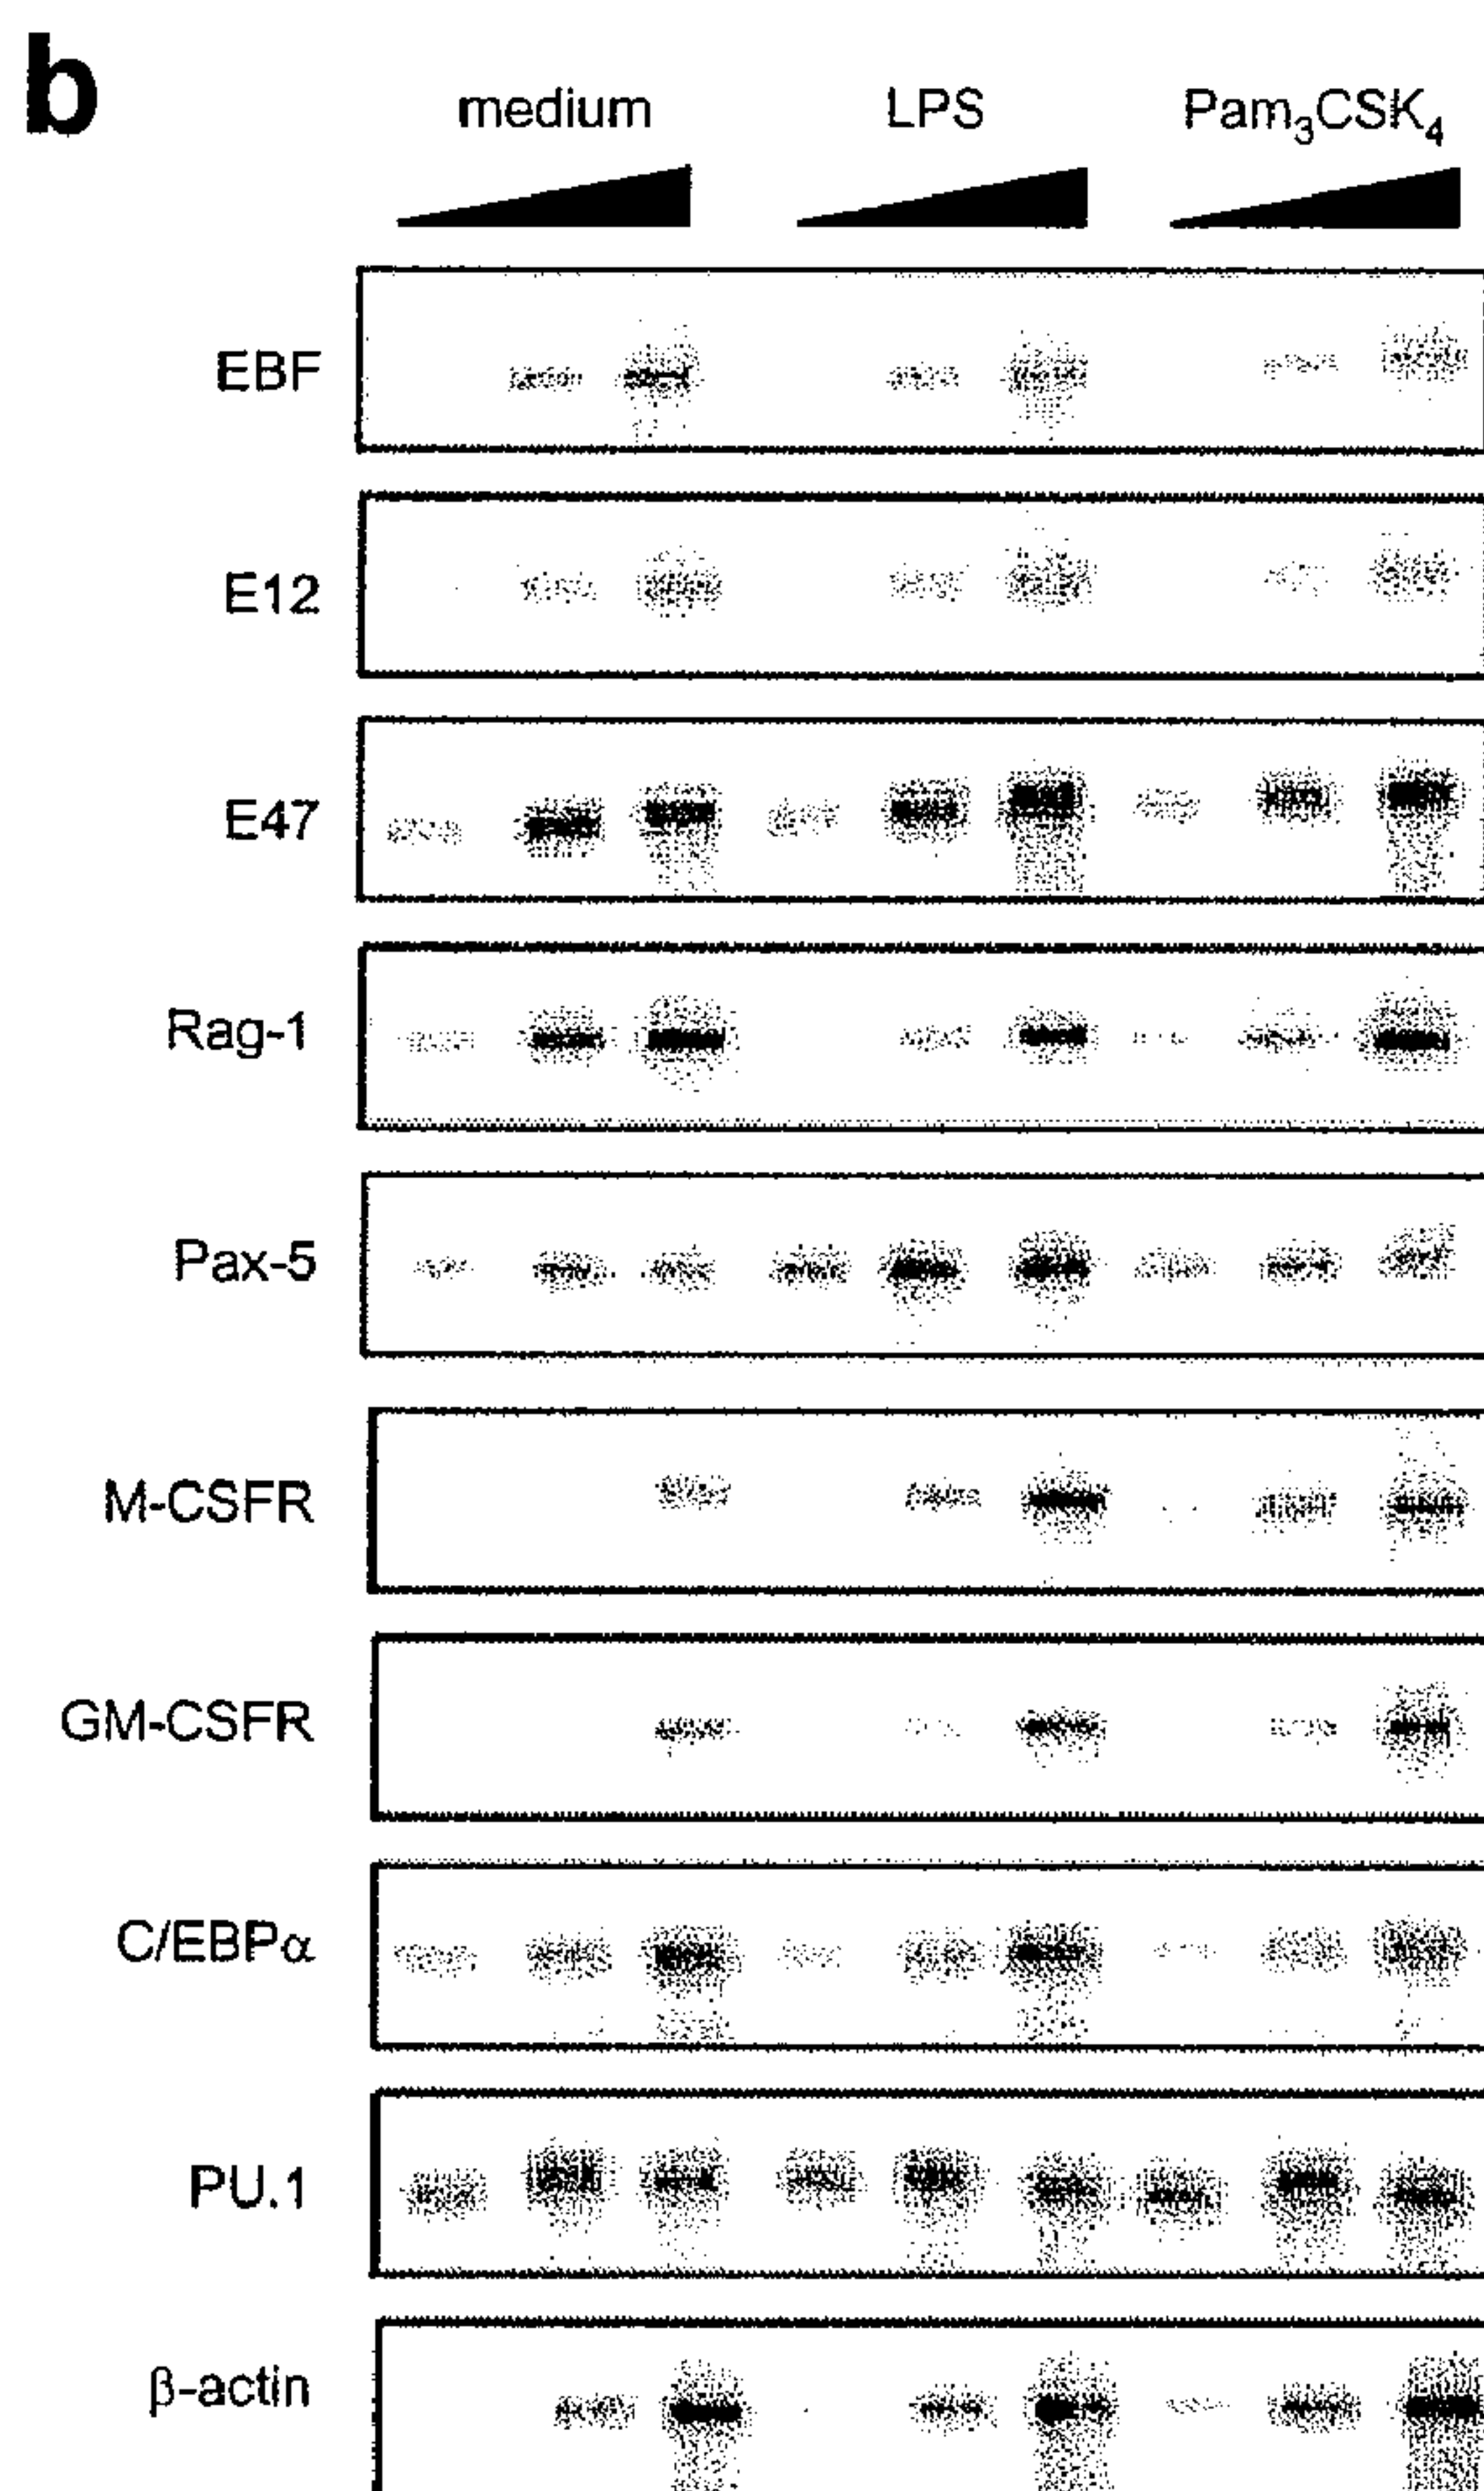 b
medium LPS Pam₃CSK₄
EBF
E12
E47
Rag-1
Pax-5
M-CSFR
GM-CSFR
C/EBPα
PU.1
β-actin